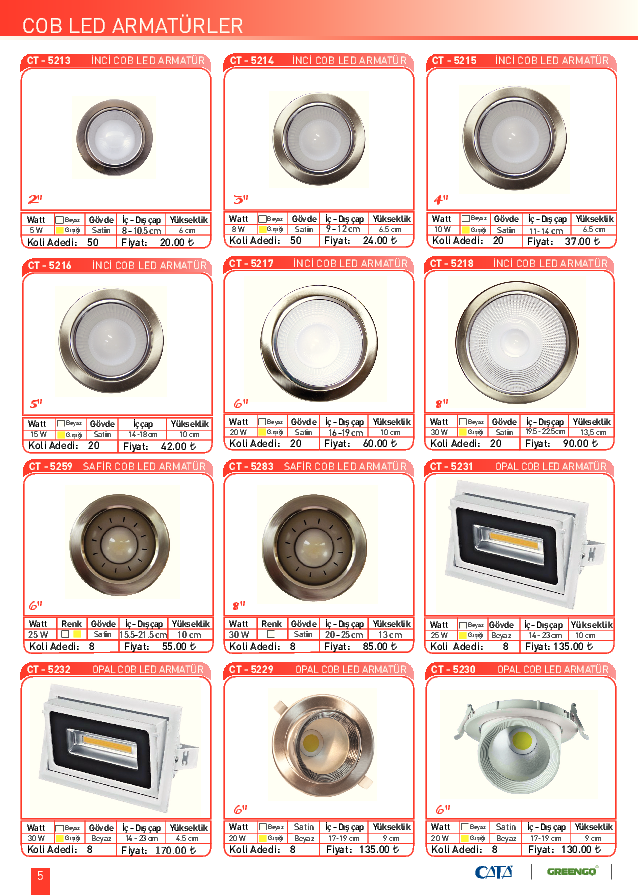 COB LED ARMATÜRLER
CT - 5213 İNCİ COB LED ARMATÜR
2"
Watt Beyaz Gövde İç - Dış çap Yükseklik
5 W Günışığı Satiin 8 - 10.5 cm 6 cm
Koli Adedi: 50 Fiyat: 20.00 ₺
CT - 5214 İNCİ COB LED ARMATÜR
3"
Watt Beyaz Gövde İç - Dış çap Yükseklik
8 W Günışığı Satiin 9 - 12 cm 6.5 cm
Koli Adedi: 50 Fiyat: 24.00 ₺
CT - 5215 İNCİ COB LED ARMATÜR
4"
Watt Beyaz Gövde İç - Dış çap Yükseklik
10 W Günışığı Satiin 11- 14 cm 6.5 cm
Koli Adedi: 20 Fiyat: 37.00 ₺
CT - 5216 İNCİ COB LED ARMATÜR
5"
Watt Beyaz Gövde İççap Yükseklik
15 W Günışığı Satiin 14 -18cm 10 cm
Koli Adedi: 20 Fiyat: 42.00 ₺
CT - 5217 İNCİ COB LED ARMATÜR
6"
Watt Beyaz Gövde İç - Dış çap Yükseklik
20 W Günışığı Satiin 16 -19 cm 10 cm
Koli Adedi: 20 Fiyat: 60.00 ₺
CT - 5218 İNCİ COB LED ARMATÜR
8"
Watt Beyaz Gövde İç - Dış çap Yükseklik
30 W Günışığı Satiin 19.5 - 22.5cm 13,5 cm
Koli Adedi: 20 Fiyat: 90.00 ₺
CT - 5259 SAFİR COB LED ARMATÜR
6"
Watt Renk Gövde İç - Dış çap Yükseklik
25 W Satiin 15.5-21.5 cm 10 cm
Koli Adedi: 8 Fiyat: 55.00 ₺
CT - 5283 SAFİR COB LED ARMATÜR
8"
Watt Renk Gövde İç - Dış çap Yükseklik
30 W Satiin 20 - 25 cm 13 cm
Koli Adedi: 8 Fiyat: 85.00 ₺
CT - 5231 OPAL COB LED ARMATÜR
Watt Beyaz Gövde İç - Dış çap Yükseklik
25 W Günışığı Beyaz 14 - 23 cm 10 cm
Koli Adedi: 8 Fiyat: 135.00 ₺
CT - 5232 OPAL COB LED ARMATÜR
Watt Beyaz Gövde İç - Dış çap Yükseklik
30 W Günışığı Beyaz 14 - 23 cm 4.5 cm
Koli Adedi: 8 Fiyat: 170.00 ₺
CT - 5229 OPAL COB LED ARMATÜR
6"
Watt Beyaz Satin İç - Dış çap Yükseklik
20 W Günışığı Beyaz 17-19 cm 9 cm
Koli Adedi: 8 Fiyat: 135.00 ₺
CT - 5230 OPAL COB LED ARMATÜR
6"
Watt Beyaz Satin İç - Dış çap Yükseklik
20 W Günışığı Beyaz 17-19 cm 9 cm
Koli Adedi: 8 Fiyat: 130.00 ₺
5
CATA GREENGO